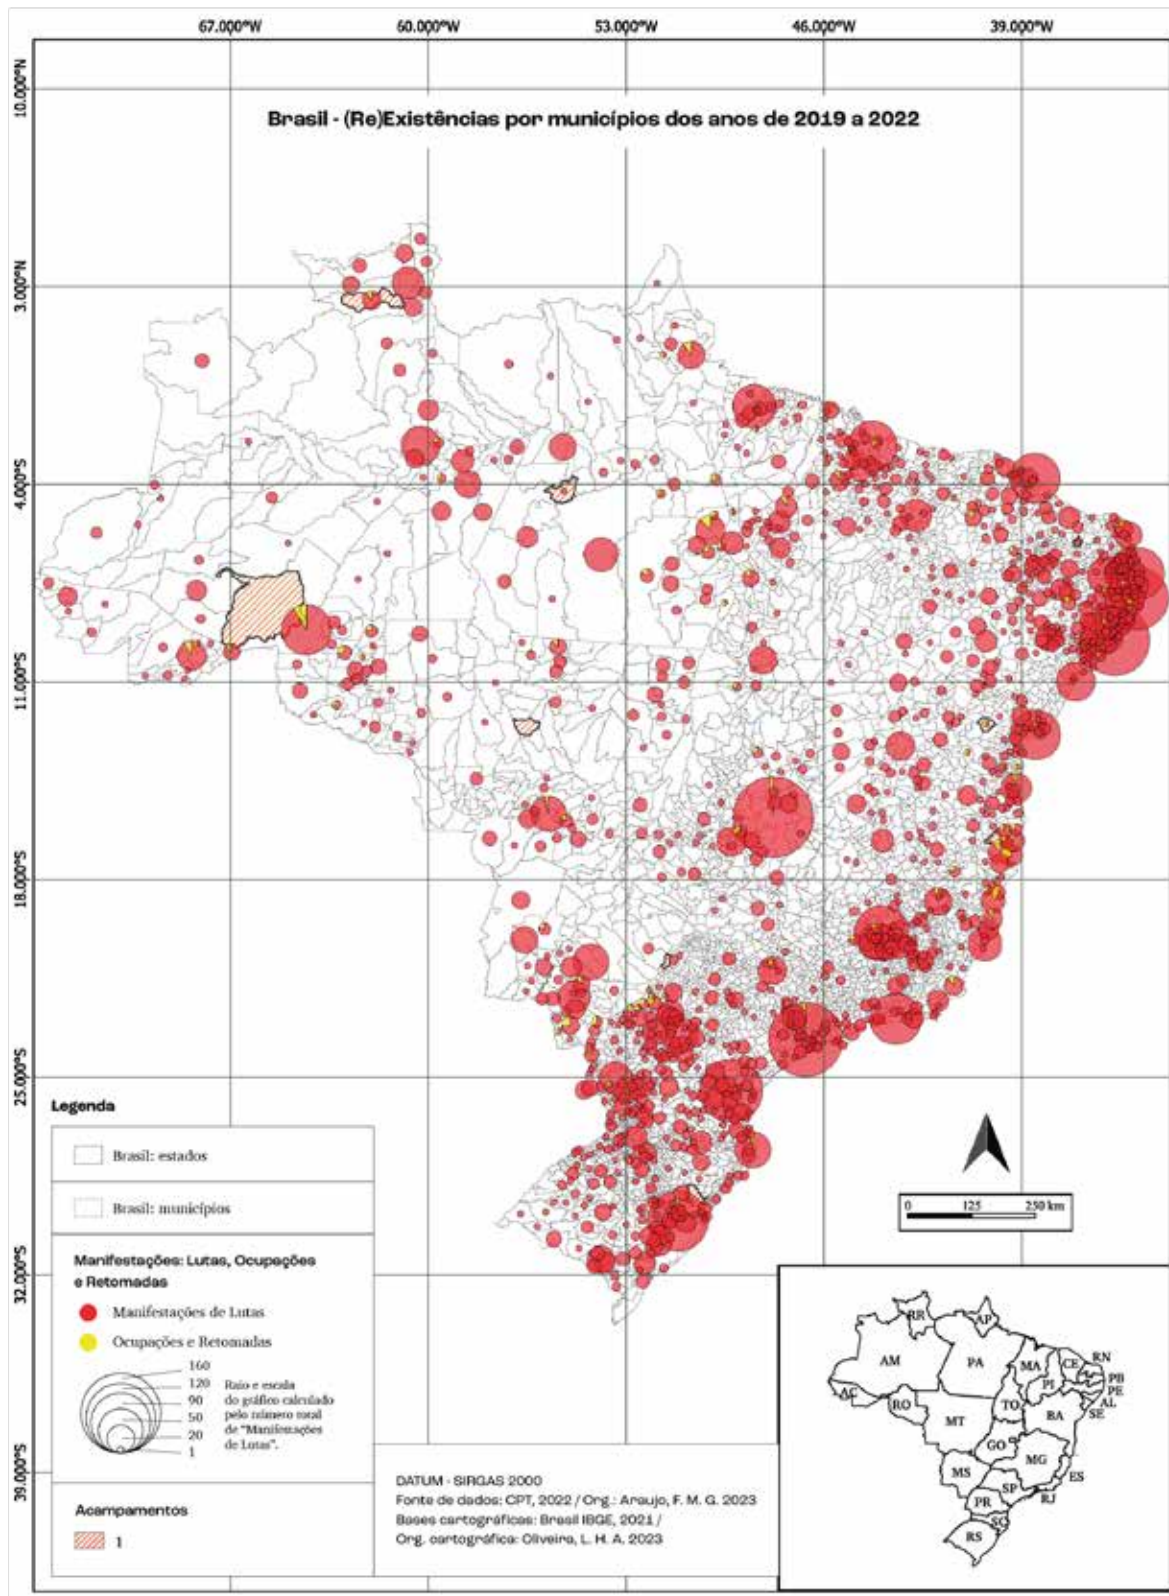 67.000°W 60.000°W 53.000°W 46.000°W 39.000°W
10.000°N
3.000°N
4.000°S
11.000°S
18.000°S
25.000°S
32.000°S
39.000°S
Brasil - (Re)Existências por municípios dos anos de 2019 a 2022
Legenda
Brasil: estados
Brasil: municípios
Manifestações: Lutas, Ocupações
e Retomadas
Manifestações de Lutas
Ocupações e Retomadas
160
120
90
50
20
1
Raio e escala
do gráfico calculado
pelo número total
de "Manifestações
de Lutas".
Acampamentos
1
DATUM - SIRGAS 2000
Fonte de dados: CPT, 2022 / Org.: Araujo, F. M. G. 2023
Bases cartográficas: Brasil IBGE, 2021 /
Org. cartográfica: Oliveira, L. H. A. 2023
0 125 250 km
RR AP
AM PA MA CE RN
PB
PI PE
AC AL
RO TO SE
MT BA
GO
MG
MS ES
SP
RJ
PR
SC
RS